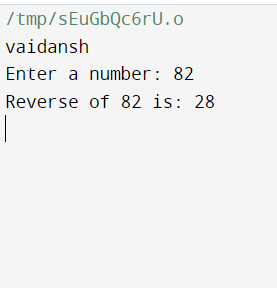 /tmp/sEuGbQc6rU.o
vaidansh
Enter a number: 82
Reverse of 82 is: 28